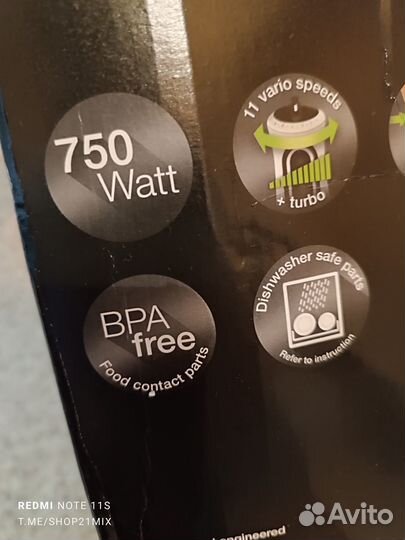 750
Watt
11 vario speeds
+ turbo
BPA
free
Food contact parts
Dishwasher safe parts
Refer to instruction
engineered
REDMI NOTE 11S
T.ME/SHOP21MIX
Avito